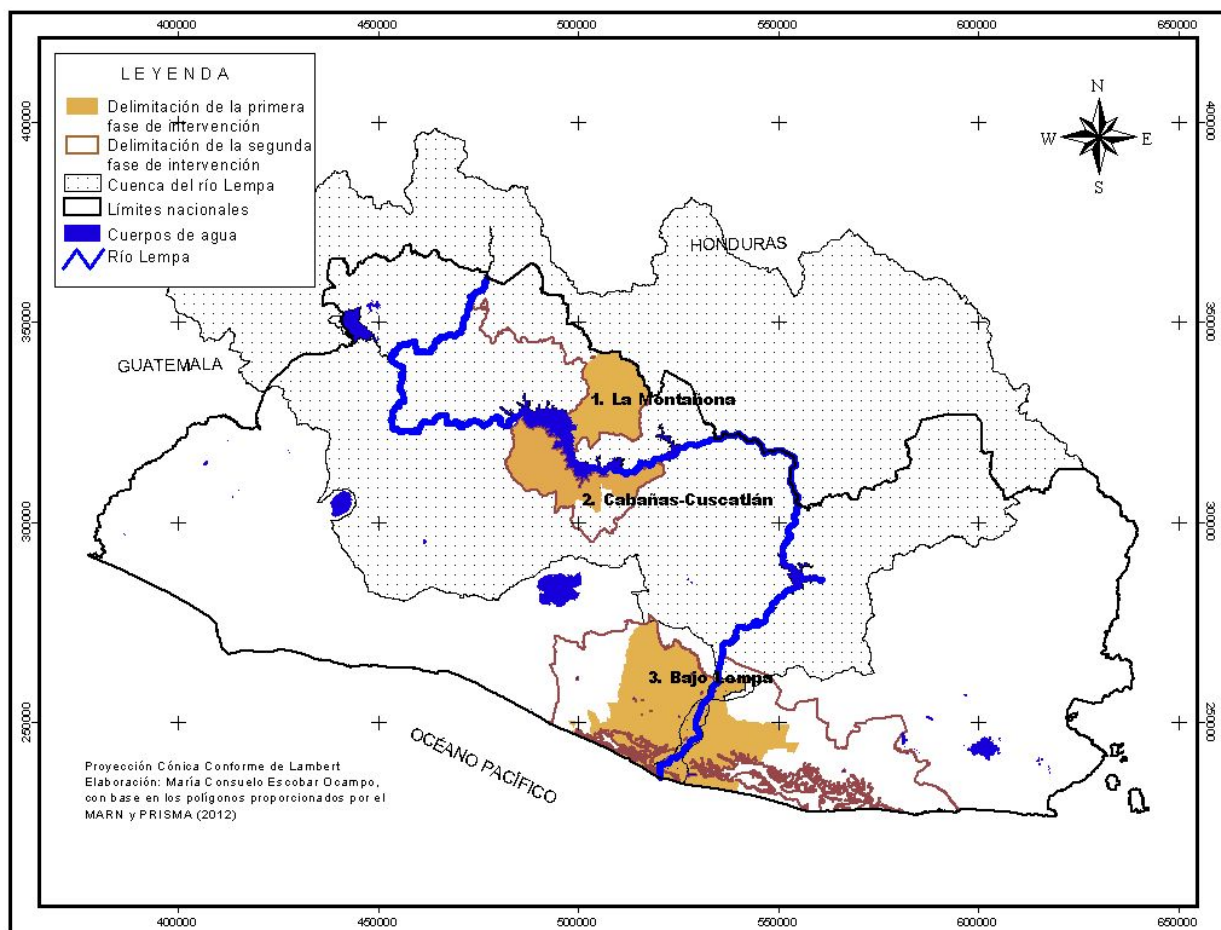 400000 450000 500000 550000 600000 650000
LEYENDA
Delimitación de la primera
fase de intervención
Delimitación de la segunda
fase de intervención
Cuenca del río Lempa
Límites nacionales
Cuerpos de agua
Río Lempa
N
W E
S
400000 400000
350000 350000
300000 300000
250000 250000
HONDURAS
GUATEMALA
1. La Montañona
2. Cabañas-Cuscatlán
3. Bajo Lempa
OCÉANO PACÍFICO
Proyección Cónica Conforme de Lambert
Elaboración: María Consuelo Escobar Ocampo,
con base en los polígonos proporcionados por el
MARN y PRISMA (2012)
400000 450000 500000 550000 600000 650000